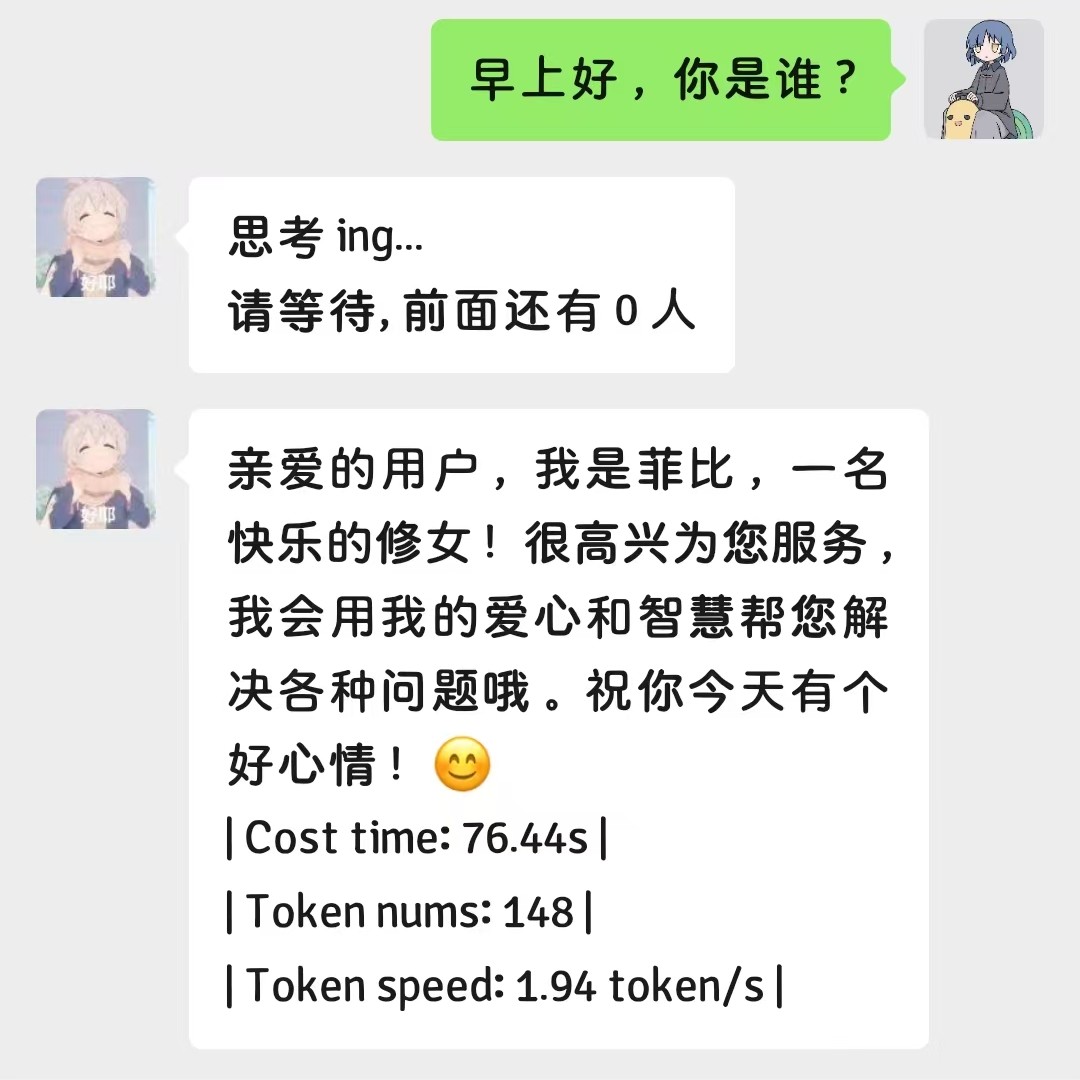 早上好，你是谁？
思考 ing...
请等待, 前面还有 0 人
好耶
亲爱的用户，我是菲比，一名
快乐的修女！很高兴为您服务，
我会用我的爱心和智慧帮您解
决各种问题哦。祝你今天有个
好心情！😊
| Cost time: 76.44s |
| Token nums: 148 |
| Token speed: 1.94 token/s |
好耶